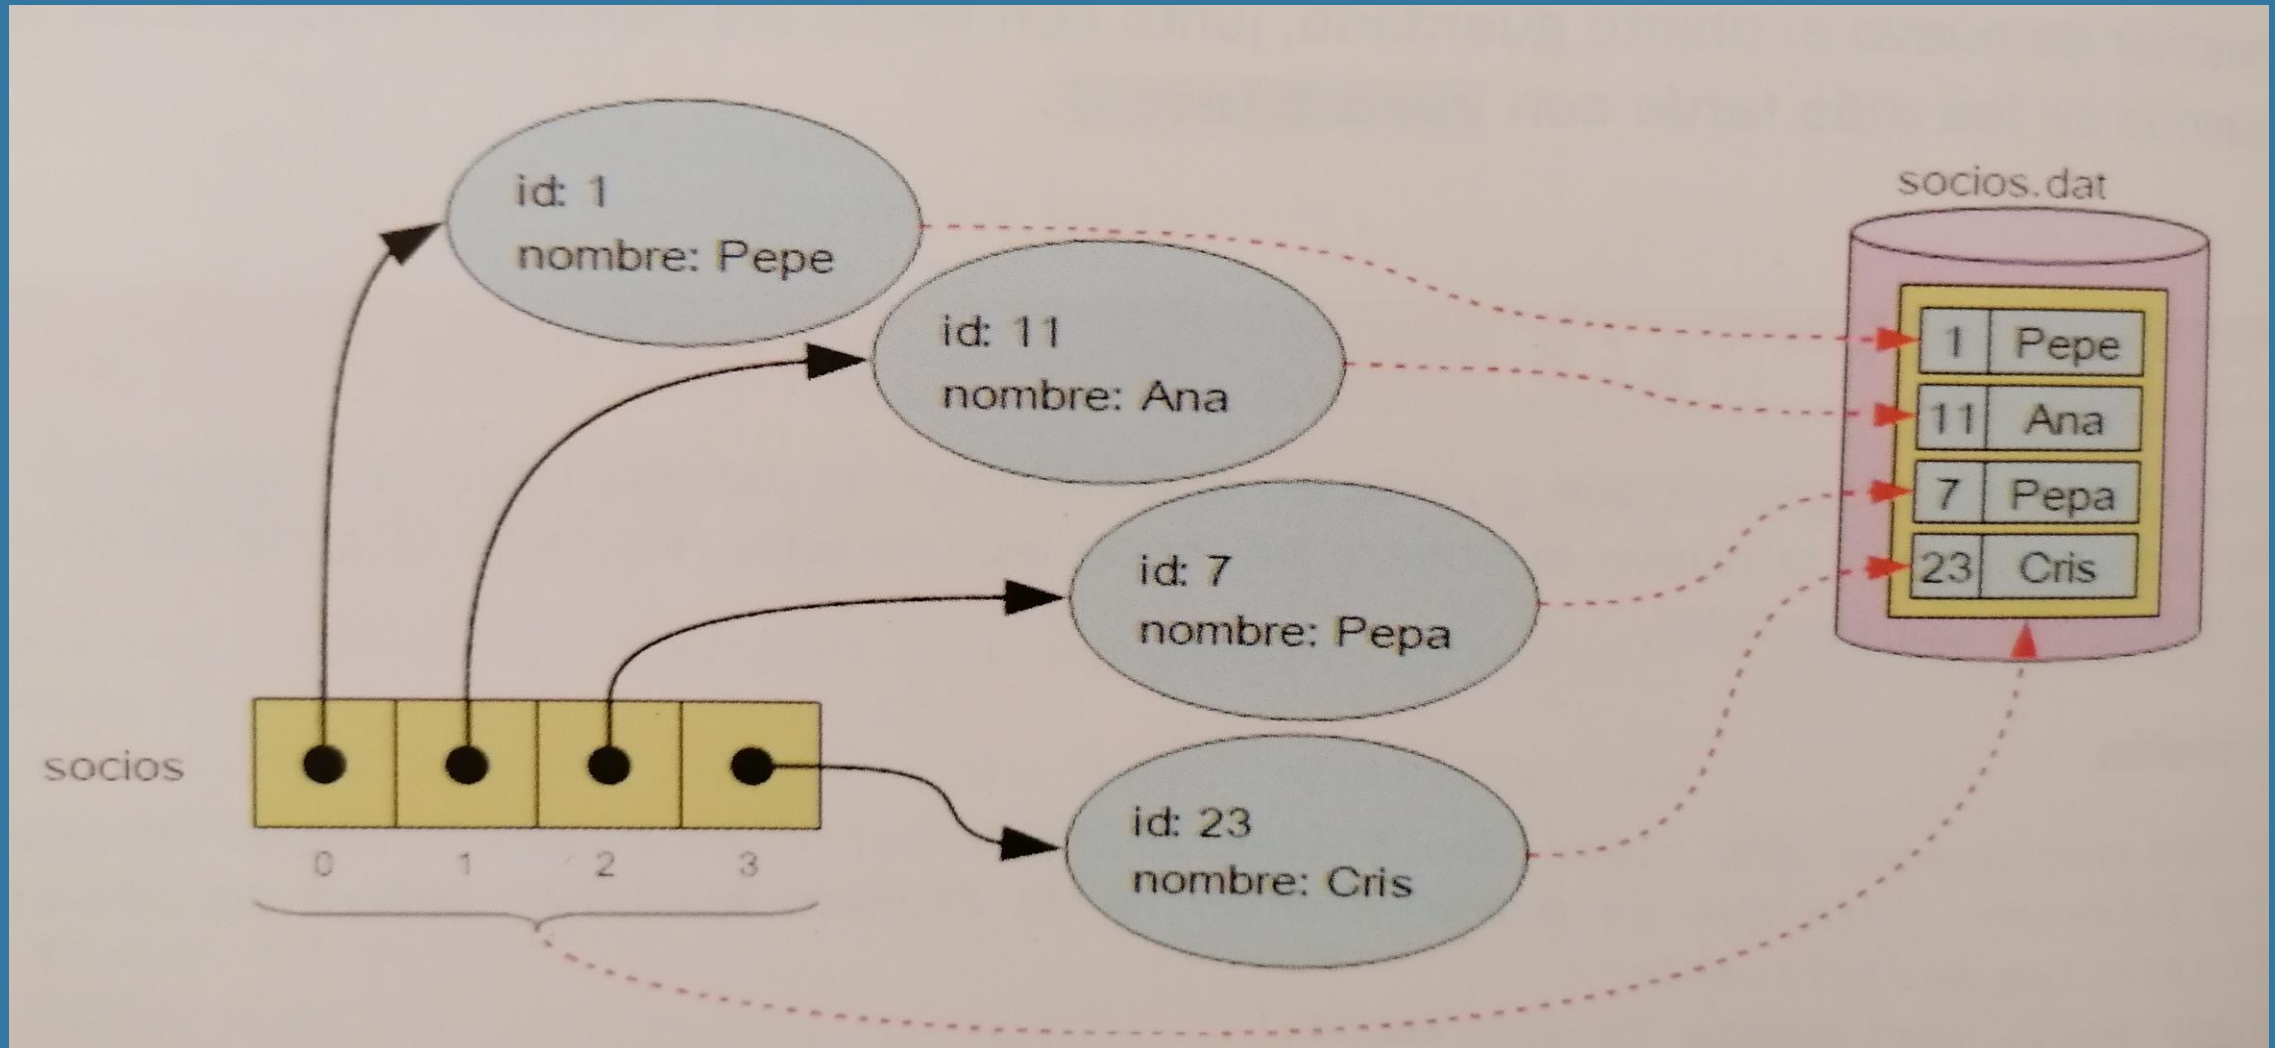 socios.dat
id: 1
nombre: Pepe
id: 11
nombre: Ana
id: 7
nombre: Pepa
id: 23
nombre: Cris
1 Pepe
11 Ana
7 Pepa
23 Cris
socios
0 1 2 3